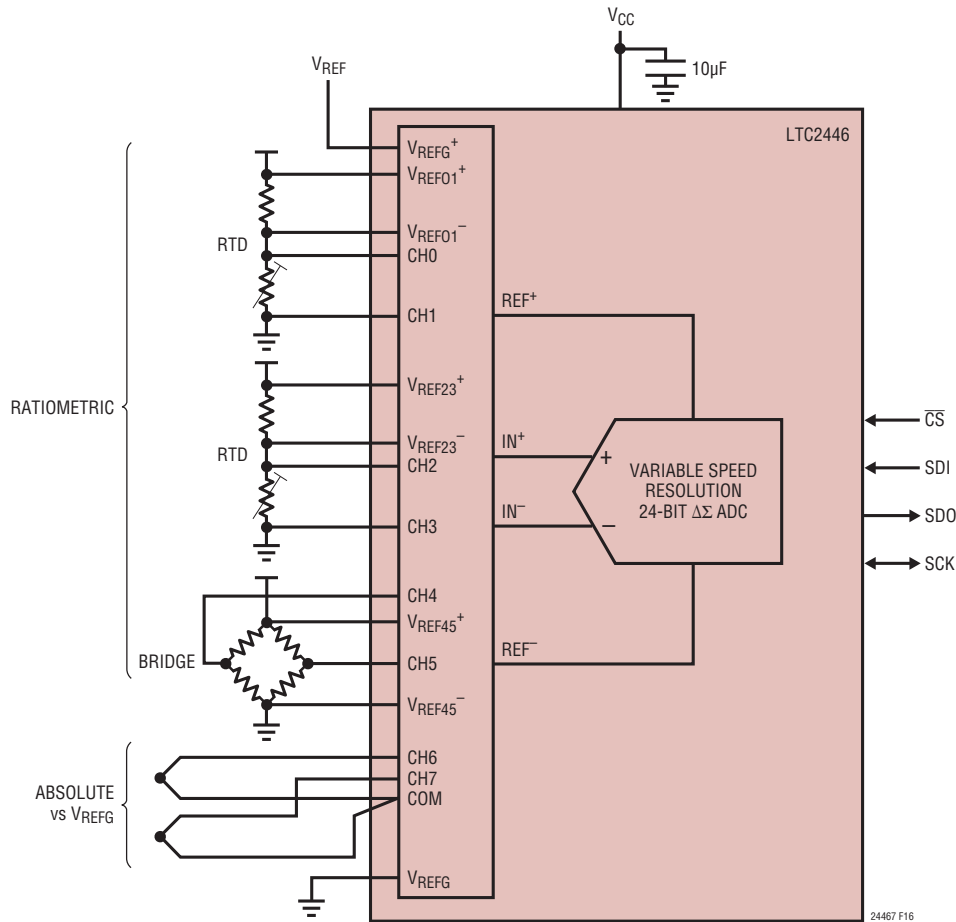 V_CC
10µF
V_REF
LTC2446
V_REFG^+
V_REF01^+
V_REF01^−
RTD
CH0
REF^+
CH1
V_REF23^+
RATIOMETRIC
V_REF23^−
RTD
CH2
IN^+
+
IN^−
−
VARIABLE SPEED
RESOLUTION
24-BIT ΔΣ ADC
CS̅
SDI
SDO
SCK
CH3
CH4
V_REF45^+
BRIDGE
CH5
REF^−
V_REF45^−
CH6
CH7
COM
ABSOLUTE
vs V_REFG
V_REFG
24467 F16